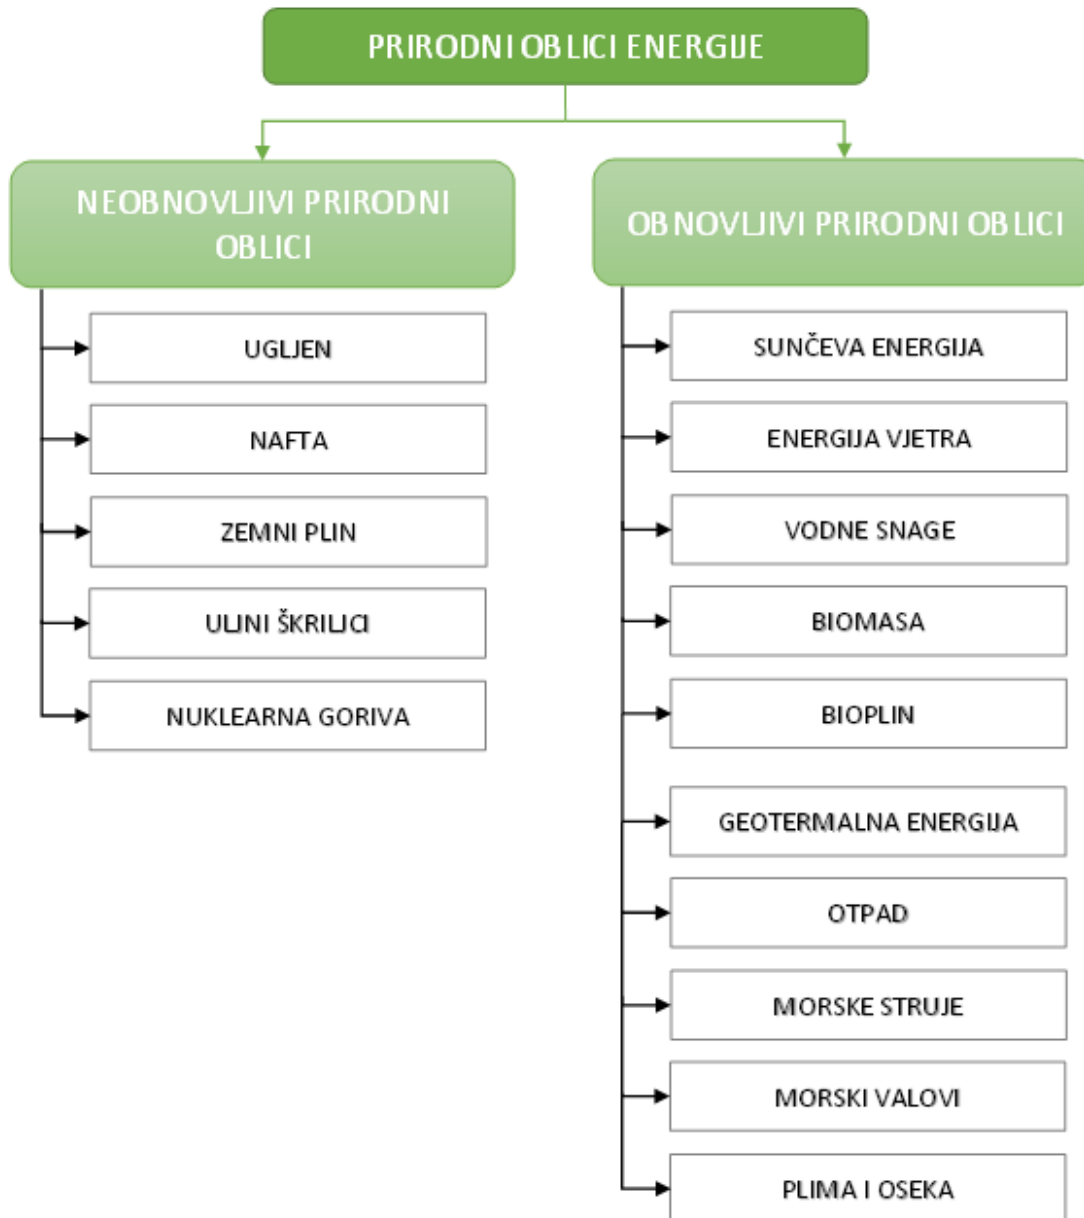 PRIRODNI OBLICI ENERGIJE
NEOBNOVLJIVI PRIRODNI
OBLICI
UGLJEN
NAFTA
ZEMNI PLIN
ULJNI ŠKRILJCI
NUKLEARNA GORIVA
OBNOVLJIVI PRIRODNI OBLICI
SUNČEVA ENERGIJA
ENERGIJA VJETRA
VODNE SNAGE
BIOMASA
BIOPLIN
GEOTERMALNA ENERGIJA
OTPAD
MORSKE STRUJE
MORSKI VALOVI
PLIMA I OSEKA